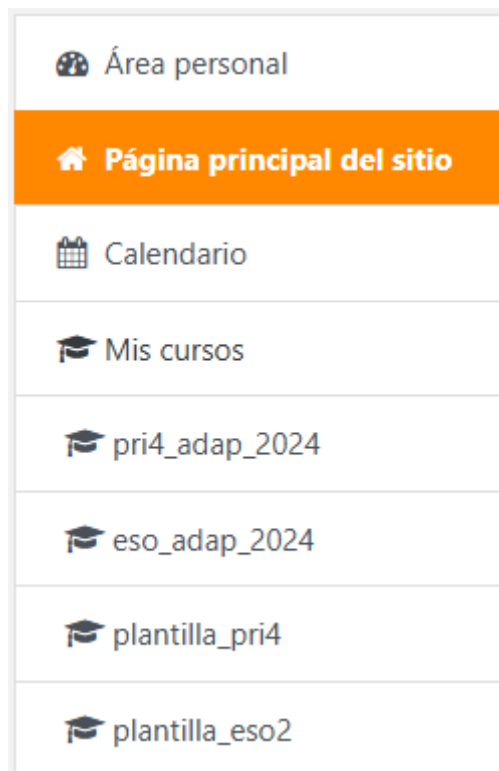 Área personal
Página principal del sitio
Calendario
Mis cursos
pri4_adap_2024
eso_adap_2024
plantilla_pri4
plantilla_eso2